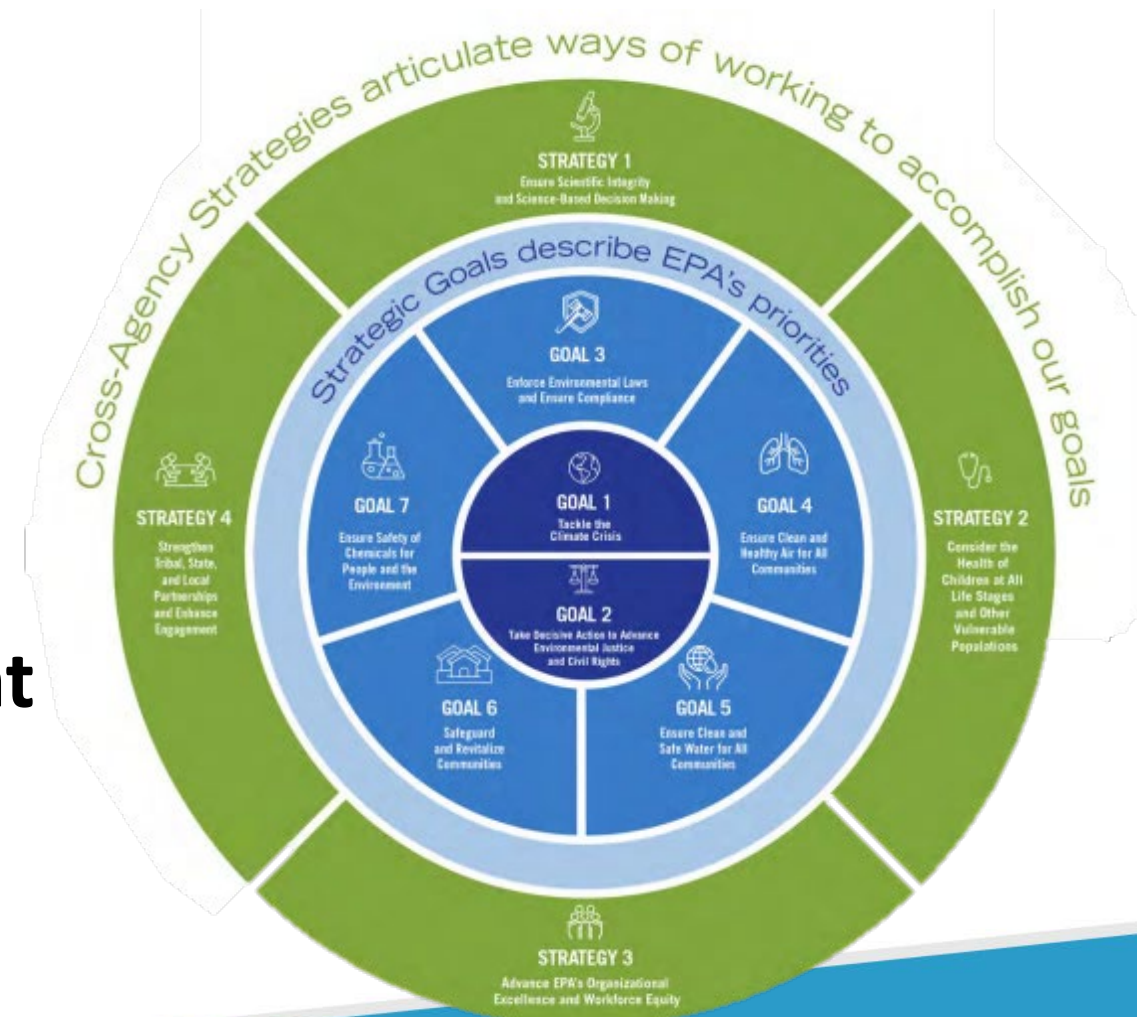 Cross-Agency Strategies articulate ways of working to accomplish our goals
STRATEGY 1
Ensure Scientific Integrity
and Science-Based Decision Making
Strategic Goals describe EPA's priorities
GOAL 3
Enforce Environmental Laws
and Ensure Compliance
GOAL 7
Ensure Safety of
Chemicals for
People and the
Environment
GOAL 1
Tackle the
Climate Crisis
GOAL 4
Ensure Clean and
Healthy Air for All
Communities
STRATEGY 4
Strengthen
Tribal, State,
and Local
Partnerships
and Enhance
Engagement
STRATEGY 2
Consider the
Health of
Children at All
Life Stages
and Other
Vulnerable
Populations
GOAL 2
Take Decisive Action to Advance
Environmental Justice
and Civil Rights
GOAL 6
Safeguard
and Revitalize
Communities
GOAL 5
Ensure Clean and
Safe Water for All
Communities
STRATEGY 3
Advance EPA's Organizational
Excellence and Workforce Equity